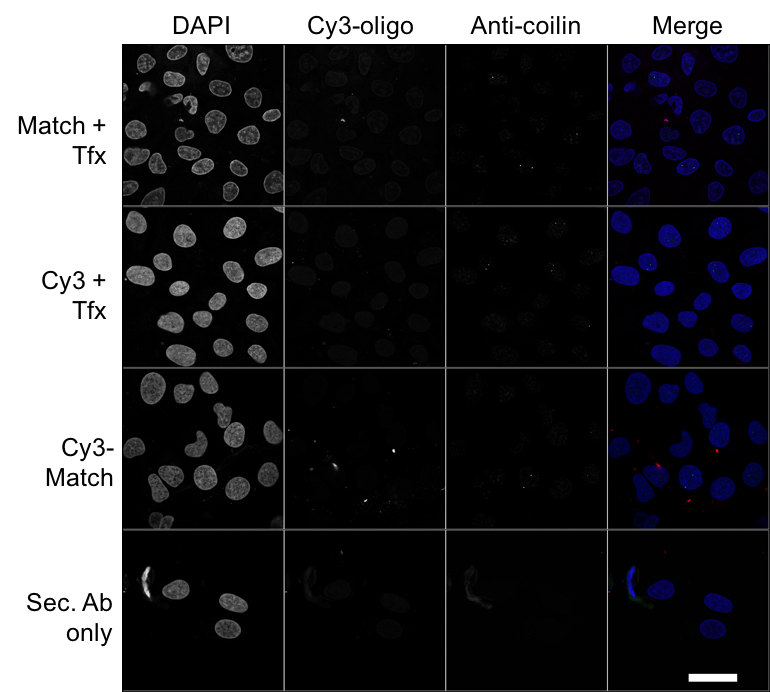 DAPI Cy3-oligo Anti-coilin Merge
Match +
Tfx
Cy3 +
Tfx
Cy3-
Match
Sec. Ab
only